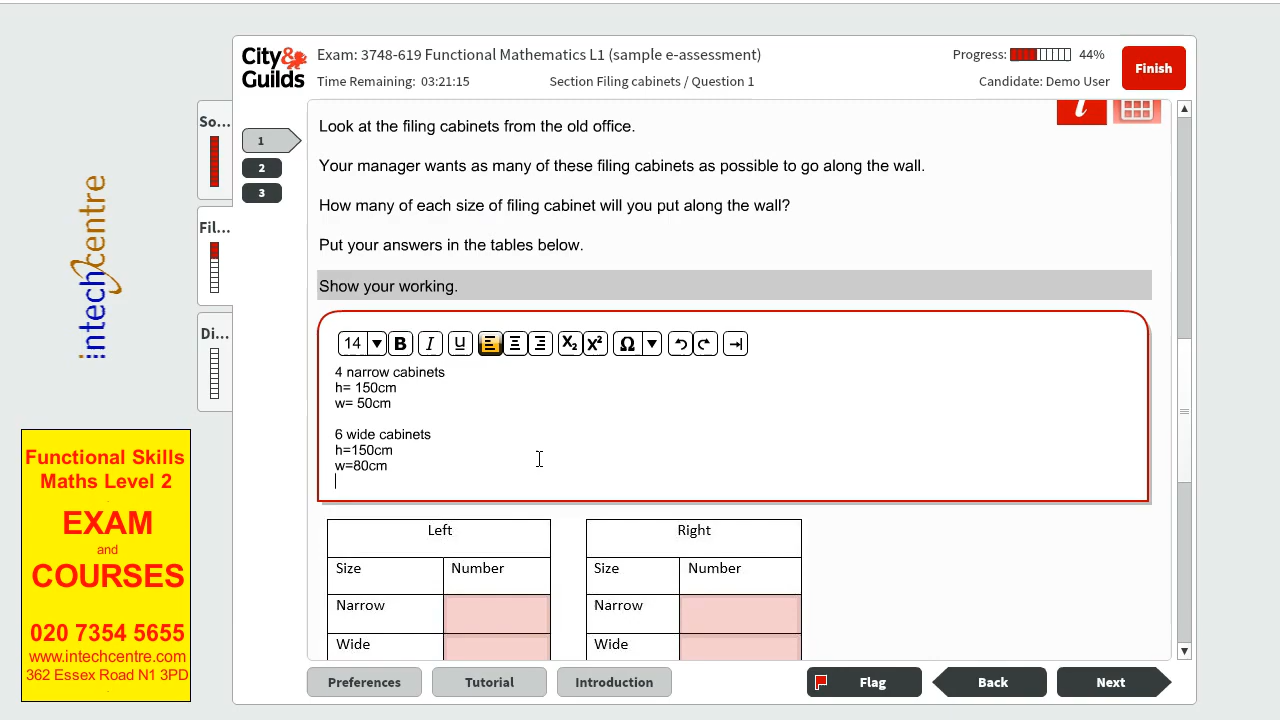 City&
Guilds
Exam: 3748-619 Functional Mathematics L1 (sample e-assessment)
Time Remaining: 03:21:15
Section Filing cabinets / Question 1
Progress:
44%
Candidate: Demo User
Finish
So...
Fil...
Di...
1
2
3
i
Look at the filing cabinets from the old office.
Your manager wants as many of these filing cabinets as possible to go along the wall.
How many of each size of filing cabinet will you put along the wall?
Put your answers in the tables below.
Show your working.
14 B I U X₂ X² Ω
4 narrow cabinets
h= 150cm
w= 50cm
6 wide cabinets
h=150cm
w=80cm
Left
Size Number
Narrow
Wide
Right
Size Number
Narrow
Wide
Preferences
Tutorial
Introduction
Flag
Back
Next
intechcentre
Functional Skills
Maths Level 2
EXAM
and
COURSES
020 7354 5655
www.intechcentre.com
362 Essex Road N1 3PD